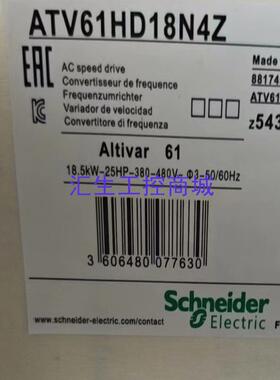 ATV61HD18N4Z
EAC
AC speed drive
Convertisseur de frequence
Frequenzumrichter
Variador de velocidad
Convertitore di frequenza
Made
88174
ATV61
z543
Altivar 61
18.5kW-25HP-380-480V- Φ3-50/60Hz
汇生工控商城
3 606480 077630
www.schneider-electric.com/contact
Schneider
Electric
F